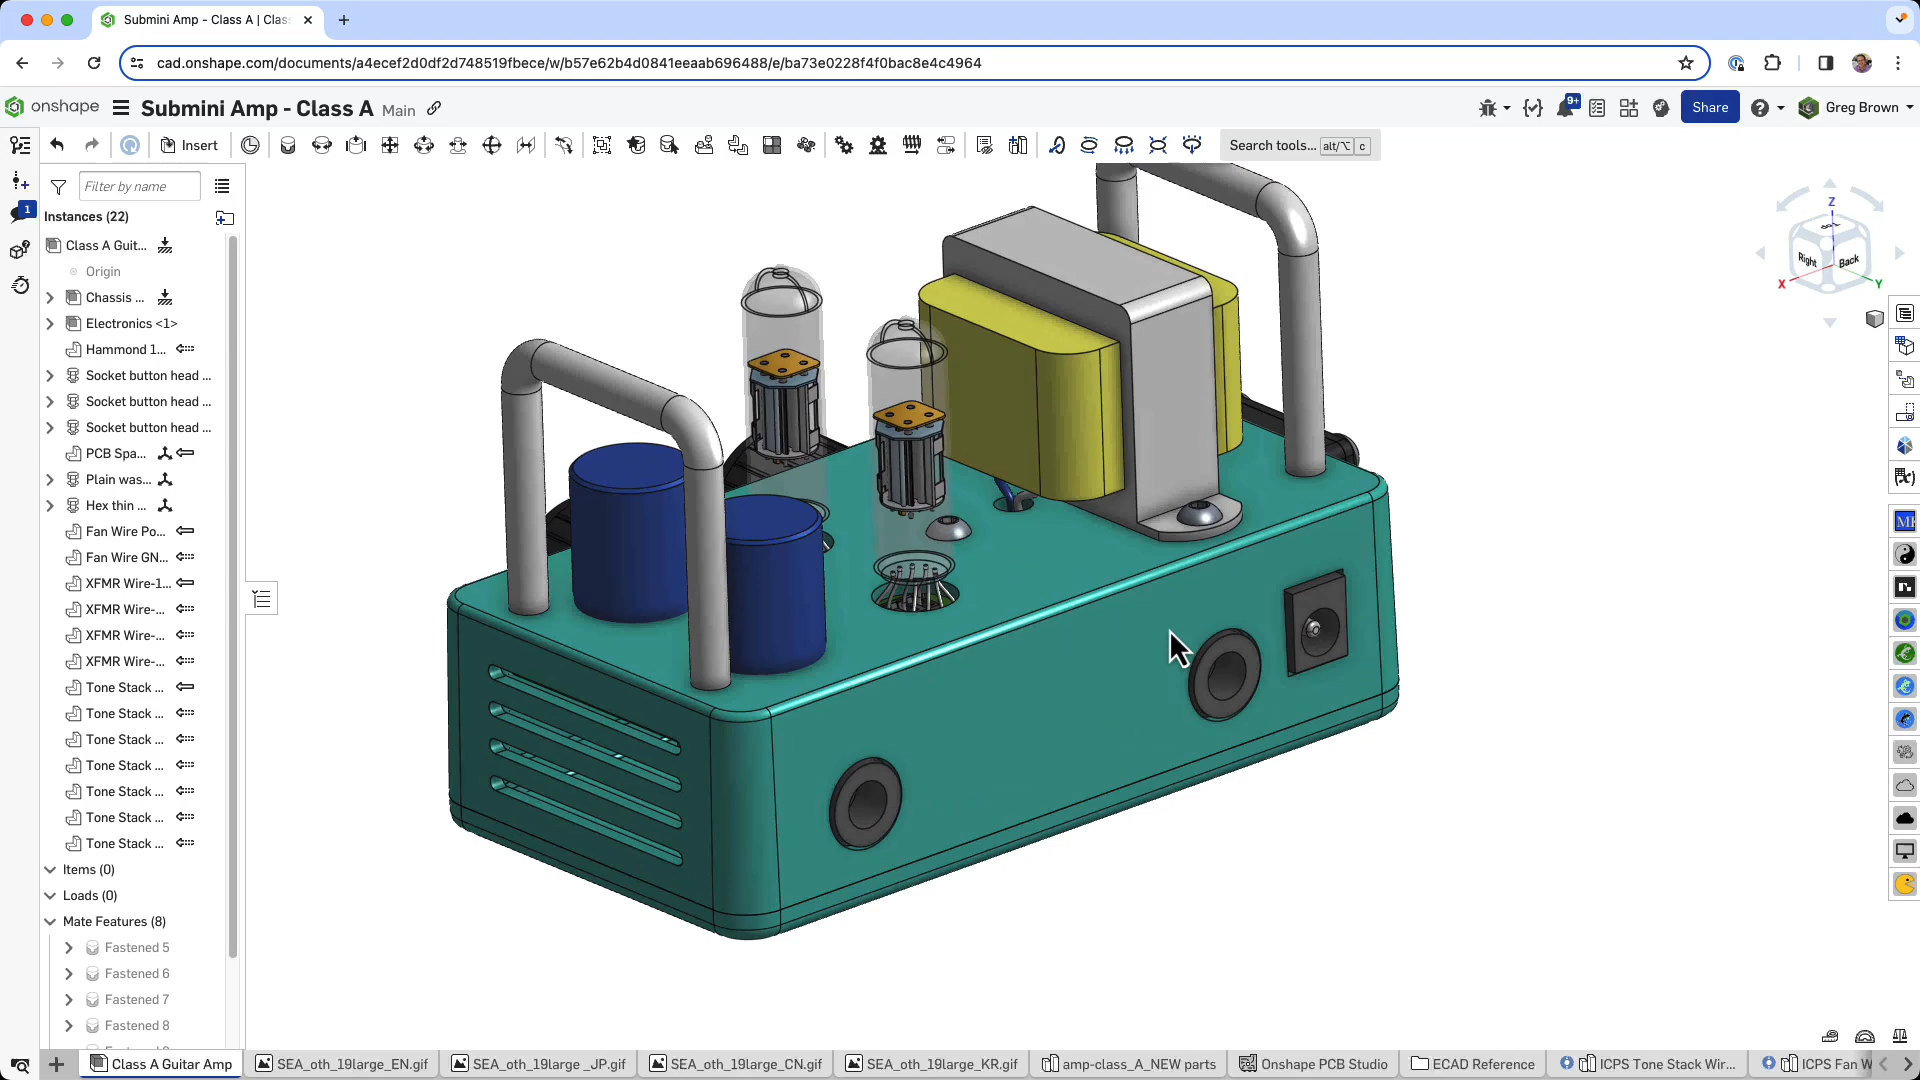 Submini Amp - Class A | Clas
cad.onshape.com/documents/a4ecef2d0df2d748519fbece/w/b57e62b4d0841eeaab696488/e/ba73e0228f4f0bac8e4c4964
onshape
Submini Amp - Class A Main
9+
Share
Greg Brown
Insert
Search tools... alt/⌥ c
Filter by name
1
Instances (22)
Class A Guit...
Origin
Chassis ...
Electronics <1>
Hammond 1...
Socket button head ...
Socket button head ...
Socket button head ...
PCB Spa...
Plain was...
Hex thin ...
Fan Wire Po...
Fan Wire GN...
XFMR Wire-1...
XFMR Wire-...
XFMR Wire-...
XFMR Wire-...
Tone Stack ...
Tone Stack ...
Tone Stack ...
Tone Stack ...
Tone Stack ...
Tone Stack ...
Tone Stack ...
Items (0)
Loads (0)
Mate Features (8)
Fastened 5
Fastened 6
Fastened 7
Fastened 8
Z
Right
Back
X
Y
Class A Guitar Amp
SEA_oth_19large_EN.gif
SEA_oth_19large _JP.gif
SEA_oth_19large_CN.gif
SEA_oth_19large_KR.gif
amp-class_A_NEW parts
Onshape PCB Studio
ECAD Reference
ICPS Tone Stack Wir...
ICPS Fan W